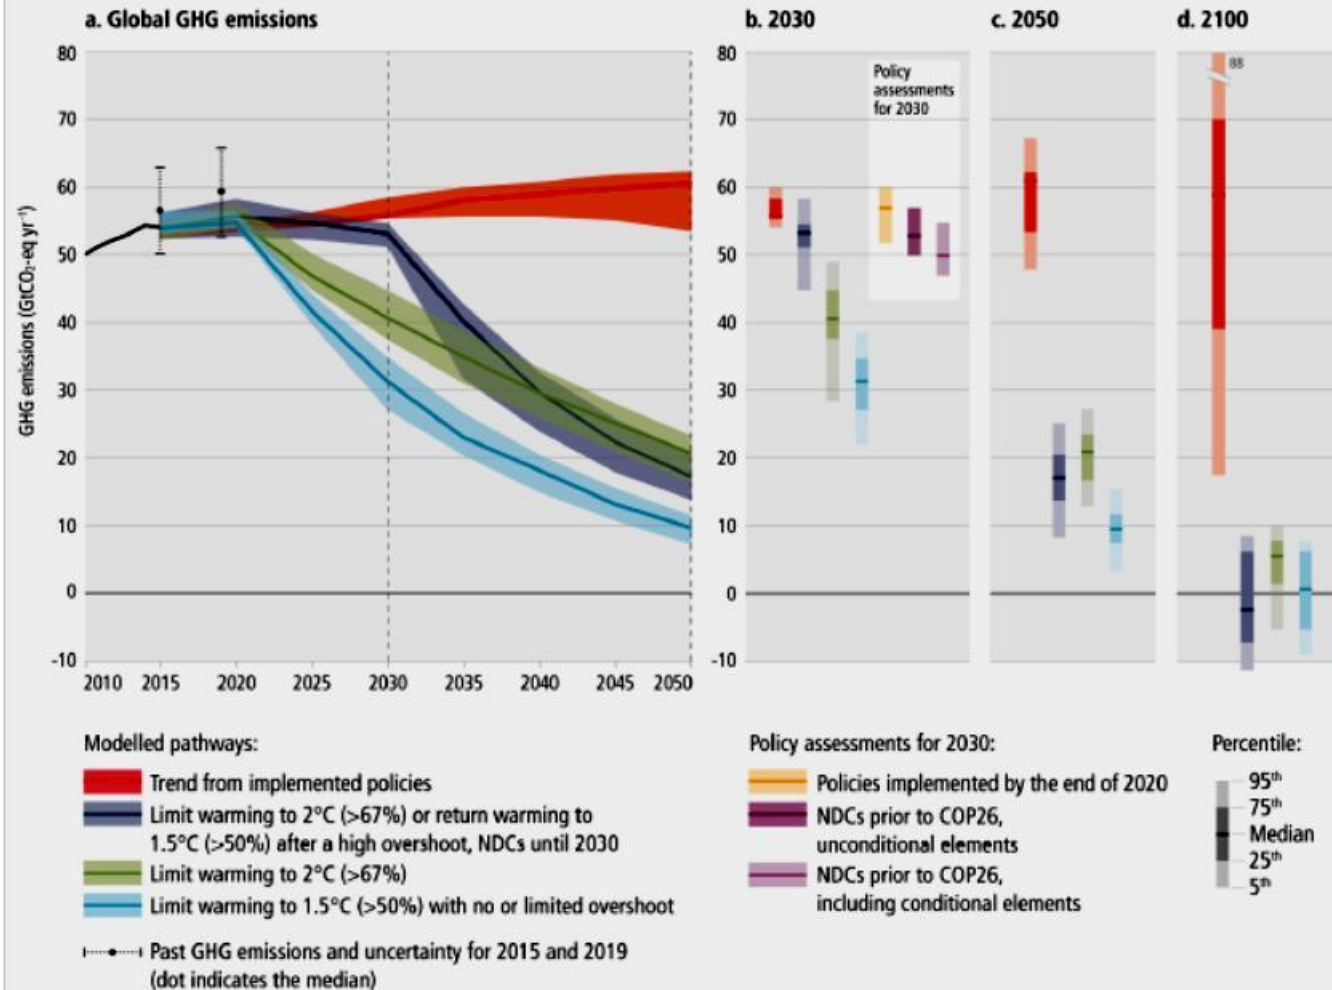 a. Global GHG emissions
b. 2030
c. 2050
d. 2100
GHG emissions (GtCO₂-eq yr⁻¹)
80
70
60
50
40
30
20
10
0
-10
2010 2015 2020 2025 2030 2035 2040 2045 2050
80
70
60
50
40
30
20
10
0
-10
Policy
assessments
for 2030
88
Modelled pathways:
Trend from implemented policies
Limit warming to 2°C (>67%) or return warming to
1.5°C (>50%) after a high overshoot, NDCs until 2030
Limit warming to 2°C (>67%)
Limit warming to 1.5°C (>50%) with no or limited overshoot
Past GHG emissions and uncertainty for 2015 and 2019
(dot indicates the median)
Policy assessments for 2030:
Policies implemented by the end of 2020
NDCs prior to COP26,
unconditional elements
NDCs prior to COP26,
including conditional elements
Percentile:
95th
75th
Median
25th
5th